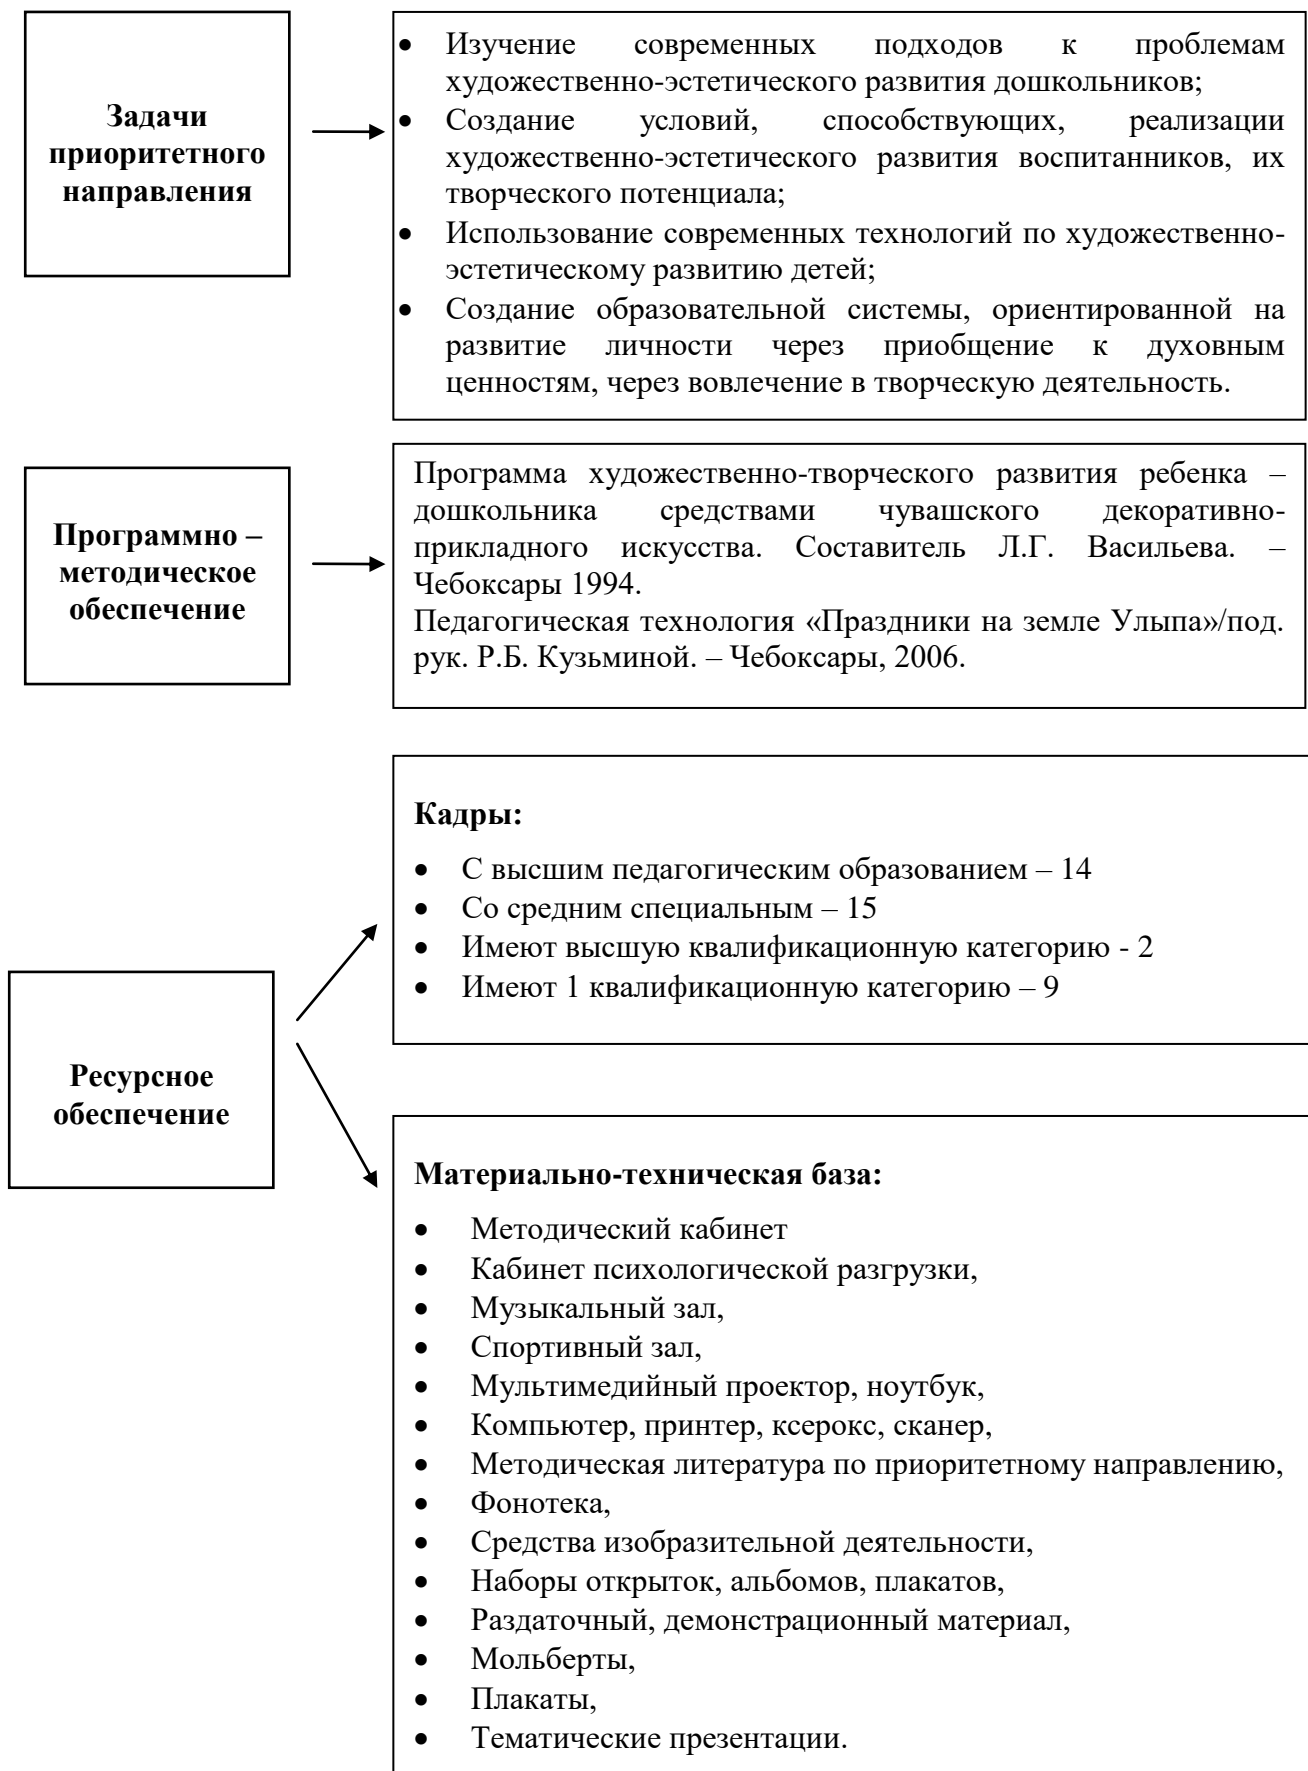 Задачи
приоритетного
направления
• Изучение современных подходов к проблемам
художественно-эстетического развития дошкольников;
• Создание условий, способствующих, реализации
художественно-эстетического развития воспитанников, их
творческого потенциала;
• Использование современных технологий по художественно-
эстетическому развитию детей;
• Создание образовательной системы, ориентированной на
развитие личности через приобщение к духовным
ценностям, через вовлечение в творческую деятельность.
Программно –
методическое
обеспечение
Программа художественно-творческого развития ребенка –
дошкольника средствами чувашского декоративно-
прикладного искусства. Составитель Л.Г. Васильева. –
Чебоксары 1994.
Педагогическая технология «Праздники на земле Улыпа»/под.
рук. Р.Б. Кузьминой. – Чебоксары, 2006.
Ресурсное
обеспечение
Кадры:
• С высшим педагогическим образованием – 14
• Со средним специальным – 15
• Имеют высшую квалификационную категорию - 2
• Имеют 1 квалификационную категорию – 9
Материально-техническая база:
• Методический кабинет
• Кабинет психологической разгрузки,
• Музыкальный зал,
• Спортивный зал,
• Мультимедийный проектор, ноутбук,
• Компьютер, принтер, ксерокс, сканер,
• Методическая литература по приоритетному направлению,
• Фонотека,
• Средства изобразительной деятельности,
• Наборы открыток, альбомов, плакатов,
• Раздаточный, демонстрационный материал,
• Мольберты,
• Плакаты,
• Тематические презентации.